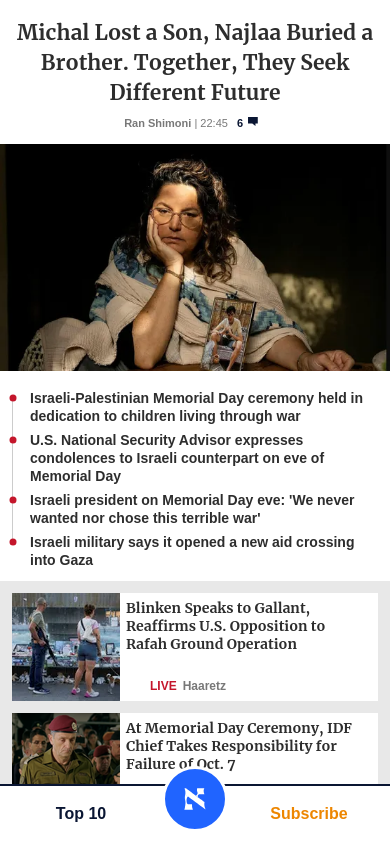 Michal Lost a Son, Najlaa Buried a
Brother. Together, They Seek
Different Future
Ran Shimoni | 22:45 6
Israeli-Palestinian Memorial Day ceremony held in
dedication to children living through war
U.S. National Security Advisor expresses
condolences to Israeli counterpart on eve of
Memorial Day
Israeli president on Memorial Day eve: 'We never
wanted nor chose this terrible war'
Israeli military says it opened a new aid crossing
into Gaza
Blinken Speaks to Gallant,
Reaffirms U.S. Opposition to
Rafah Ground Operation
LIVE Haaretz
At Memorial Day Ceremony, IDF
Chief Takes Responsibility for
Failure of Oct. 7
Top 10
Subscribe